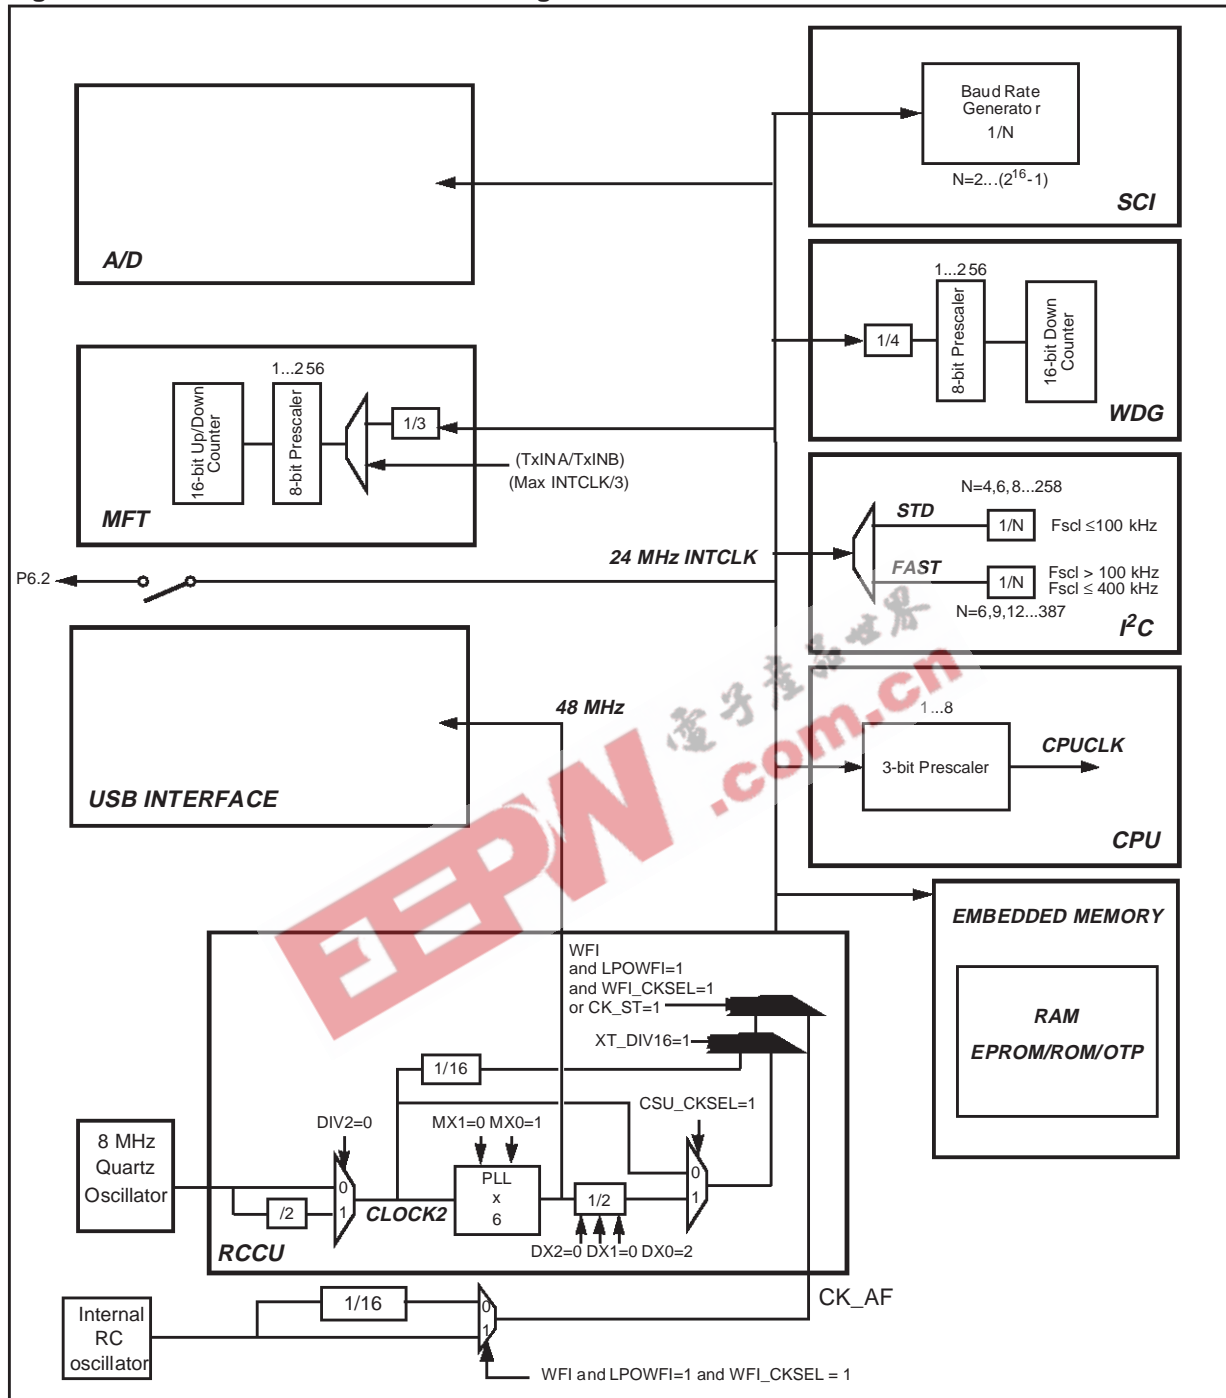 Baud Rate
Generator
1/N
N=2...(2^16-1)
SCI
A/D
1...256
1/4
8-bit Prescaler
16-bit Down
Counter
WDG
1...256
16-bit Up/Down
Counter
8-bit Prescaler
1/3
(TxINA/TxINB)
(Max INTCLK/3)
MFT
N=4,6,8...258
STD
1/N
Fscl ≤100 kHz
24 MHz INTCLK
FAST
1/N
Fscl > 100 kHz
Fscl ≤ 400 kHz
N=6,9,12...387
I²C
P6.2
48 MHz
USB INTERFACE
電子產品世界
EEPW.com.cn
1...8
3-bit Prescaler
CPUCLK
CPU
EMBEDDED MEMORY
RAM
EPROM/ROM/OTP
WFI
and LPOWFI=1
and WFI_CKSEL=1
or CK_ST=1
XT_DIV16=1
1/16
CSU_CKSEL=1
DIV2=0
MX1=0 MX0=1
8 MHz
Quartz
Oscillator
/2
0
1
CLOCK2
PLL
x
6
1/2
0
1
DX2=0 DX1=0 DX0=2
RCCU
CK_AF
Internal
RC
oscillator
1/16
0
1
WFI and LPOWFI=1 and WFI_CKSEL = 1